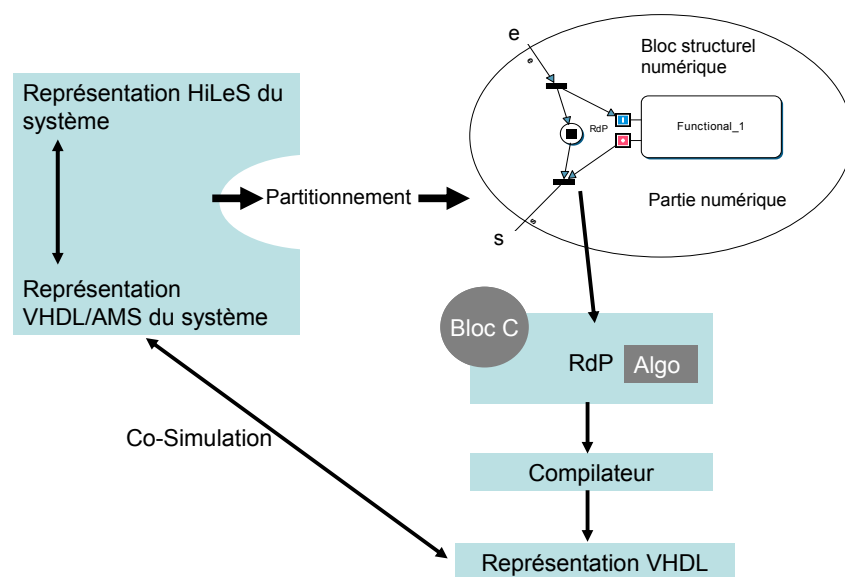 Représentation HiLeS du
système
Représentation
VHDL/AMS du système
Partitionnement
e
e
Bloc structurel
numérique
RdP
Functional_1
Partie numérique
s
s
Bloc C
RdP
Algo
Co-Simulation
Compilateur
Représentation VHDL